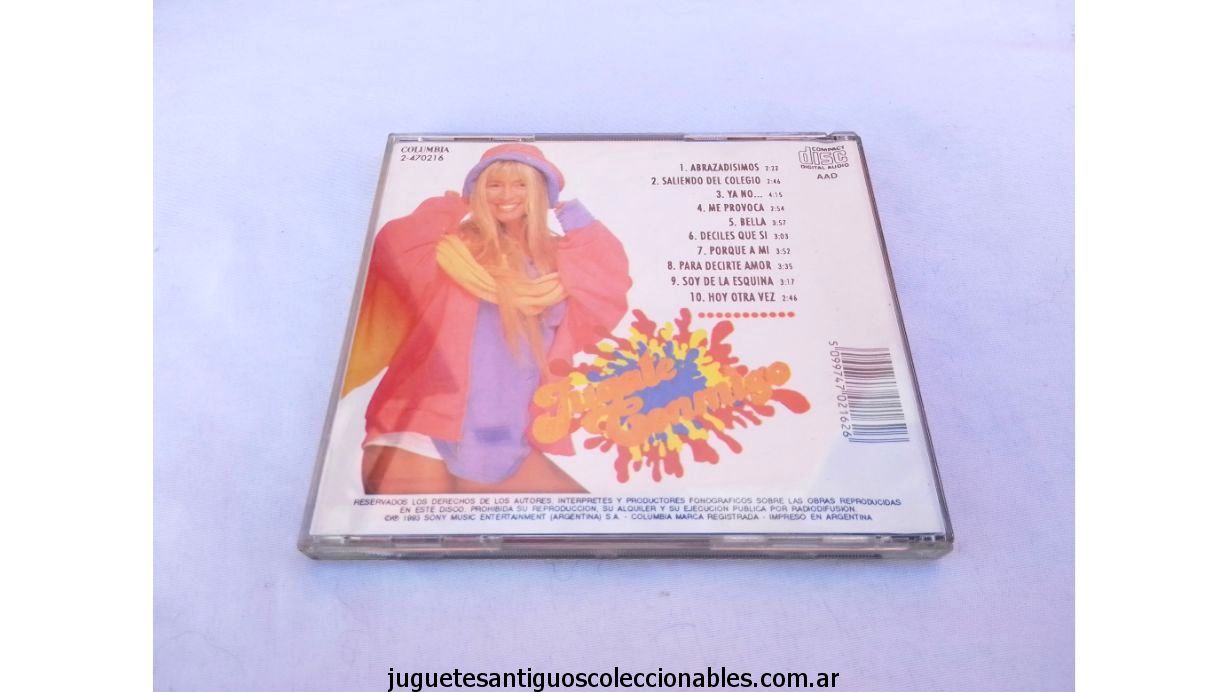 COLUMBIA
2-470216
COMPACT
disc
DIGITAL AUDIO
AAD
1. ABRAZADISIMOS 2:22
2. SALIENDO DEL COLEGIO 2:46
3. YA NO... 4:15
4. ME PROVOCA 2:54
5. BELLA 3:57
6. DECILES QUE SI 3:03
7. PORQUE A MI 3:52
8. PARA DECIRTE AMOR 3:35
9. SOY DE LA ESQUINA 3:17
10. HOY OTRA VEZ 2:46
Jugate
Conmigo
5 099747 021626
RESERVADOS LOS DERECHOS DE LOS AUTORES, INTERPRETES Y PRODUCTORES FONOGRAFICOS SOBRE LAS OBRAS REPRODUCIDAS
EN ESTE DISCO. PROHIBIDA SU REPRODUCCION, SU ALQUILER Y SU EJECUCION PUBLICA POR RADIODIFUSION.
©℗ 1993 SONY MUSIC ENTERTAINMENT (ARGENTINA) S.A. - COLUMBIA MARCA REGISTRADA - IMPRESO EN ARGENTINA
juguetesantiguoscoleccionables.com.ar